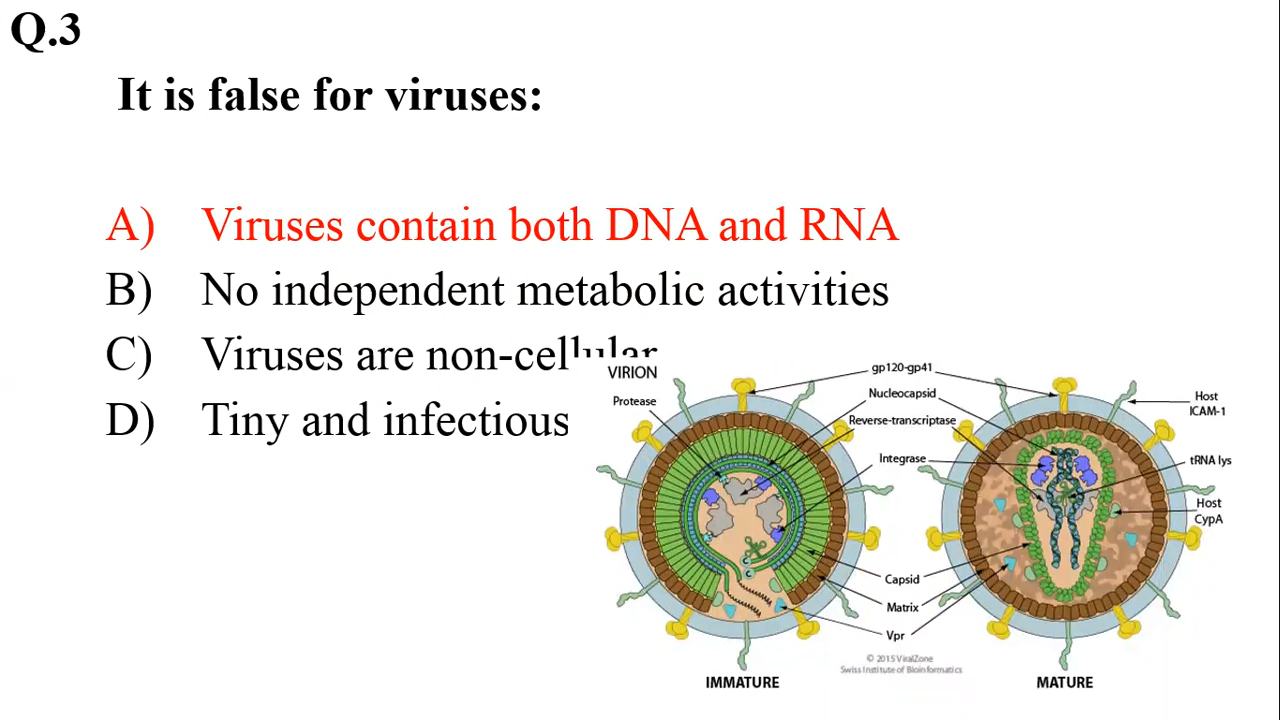 Q.3
It is false for viruses:
A) Viruses contain both DNA and RNA
B) No independent metabolic activities
C) Viruses are non-cellular
D) Tiny and infectious
VIRION
gp120-gp41
Protease
Nucleocapsid
Host
ICAM-1
Reverse-transcriptase
Integrase
tRNA lys
Host
CypA
Capsid
Matrix
Vpr
© 2015 ViralZone
Swiss Institute of Bioinformatics
IMMATURE
MATURE